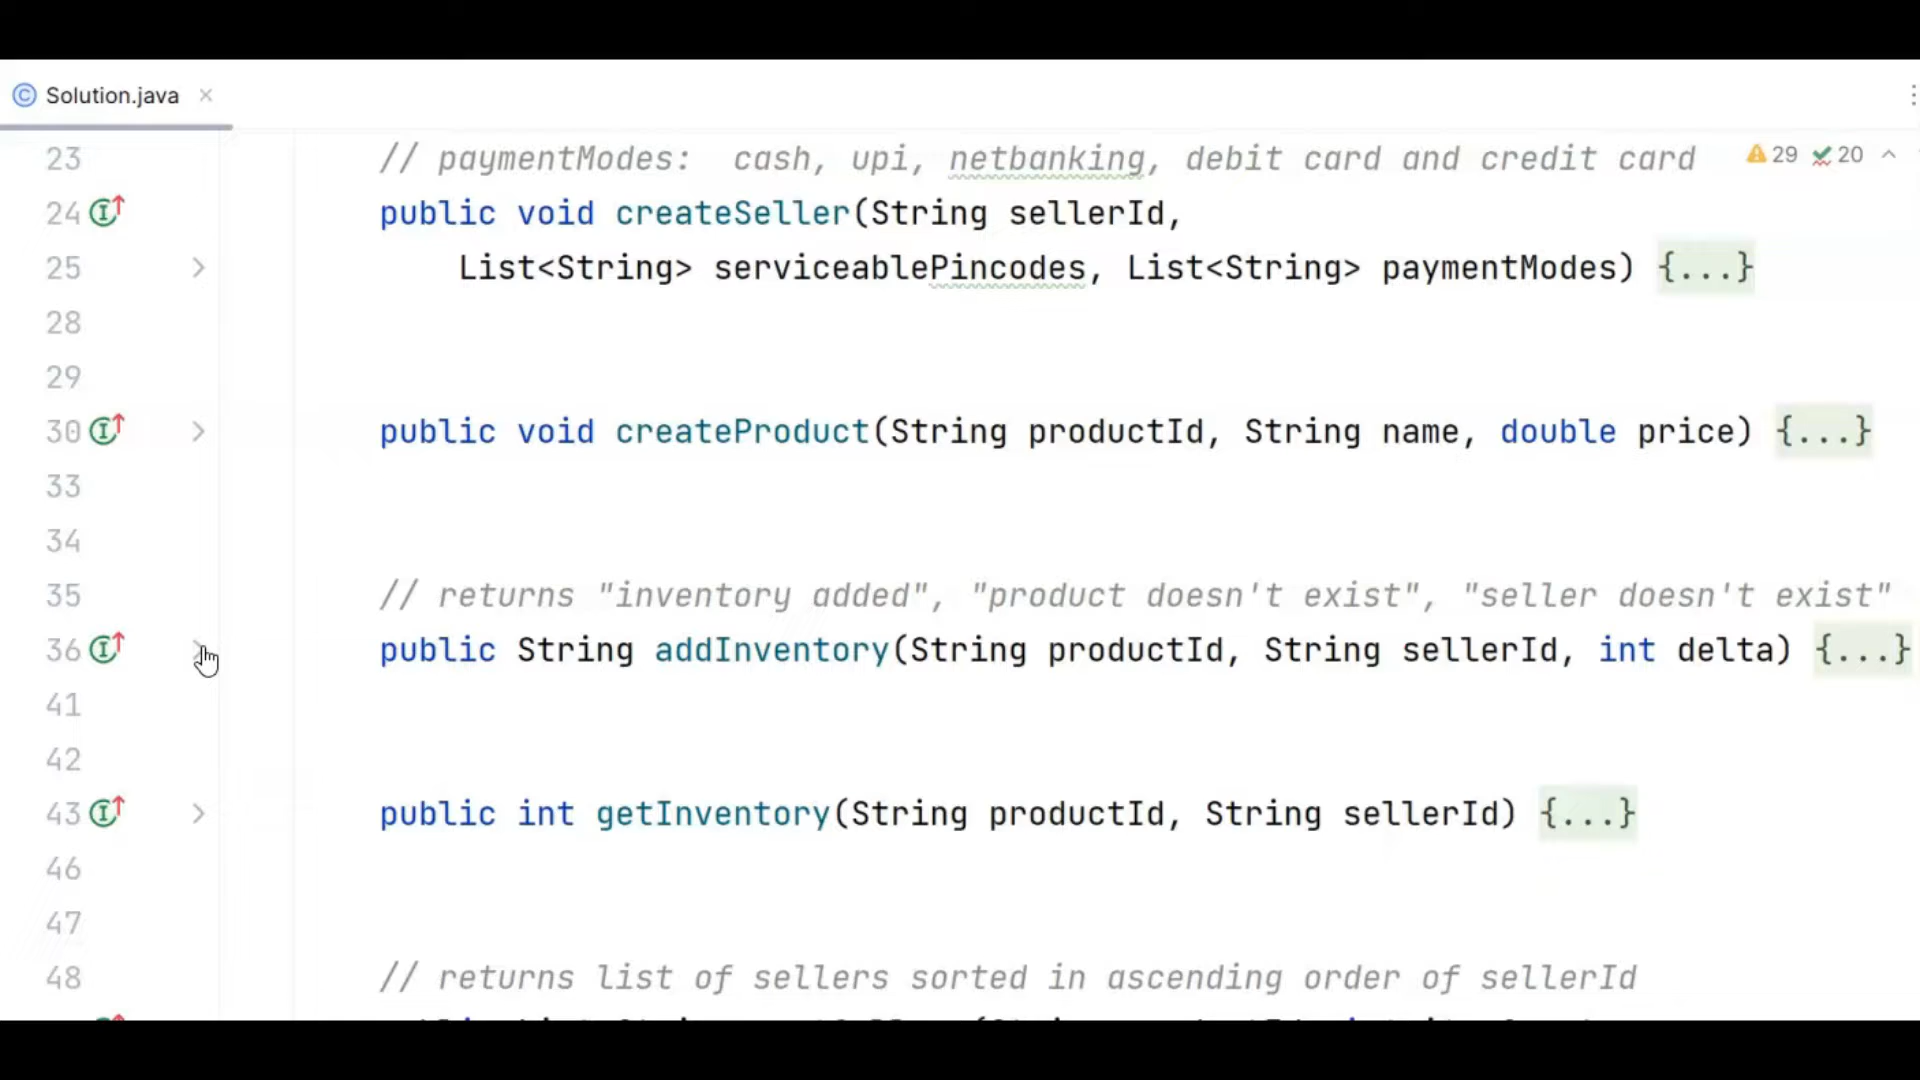 Solution.java
23 // paymentModes: cash, upi, netbanking, debit card and credit card 29 20
24 public void createSeller(String sellerId,
25 List<String> serviceablePincodes, List<String> paymentModes) {...}
28
29
30 public void createProduct(String productId, String name, double price) {...}
33
34
35 // returns "inventory added", "product doesn't exist", "seller doesn't exist"
36 public String addInventory(String productId, String sellerId, int delta) {...}
41
42
43 public int getInventory(String productId, String sellerId) {...}
46
47
48 // returns list of sellers sorted in ascending order of sellerId